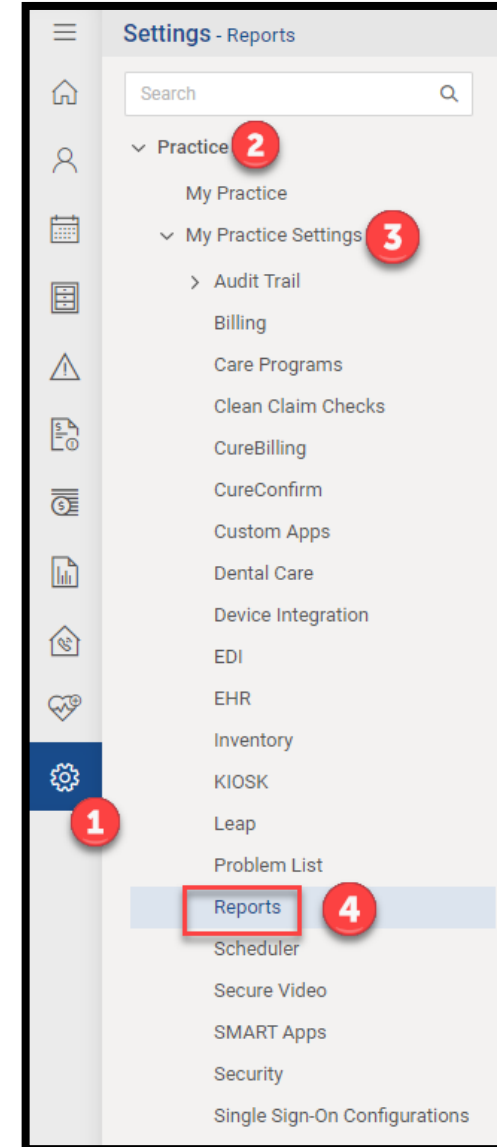 Settings - Reports
Search
Practice 2
My Practice
My Practice Settings 3
Audit Trail
Billing
Care Programs
Clean Claim Checks
CureBilling
CureConfirm
Custom Apps
Dental Care
Device Integration
EDI
EHR
Inventory
KIOSK
1
Leap
Problem List
Reports 4
Scheduler
Secure Video
SMART Apps
Security
Single Sign-On Configurations